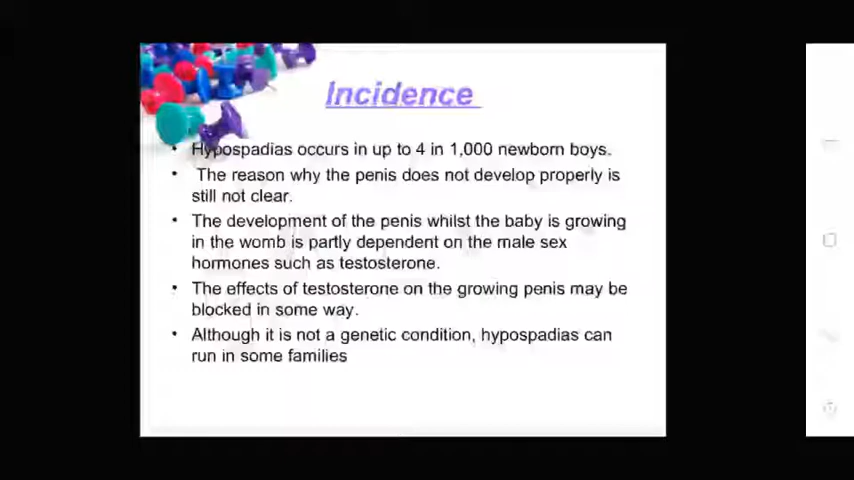 Incidence
• Hypospadias occurs in up to 4 in 1,000 newborn boys.
• The reason why the penis does not develop properly is
still not clear.
• The development of the penis whilst the baby is growing
in the womb is partly dependent on the male sex
hormones such as testosterone.
• The effects of testosterone on the growing penis may be
blocked in some way.
• Although it is not a genetic condition, hypospadias can
run in some families